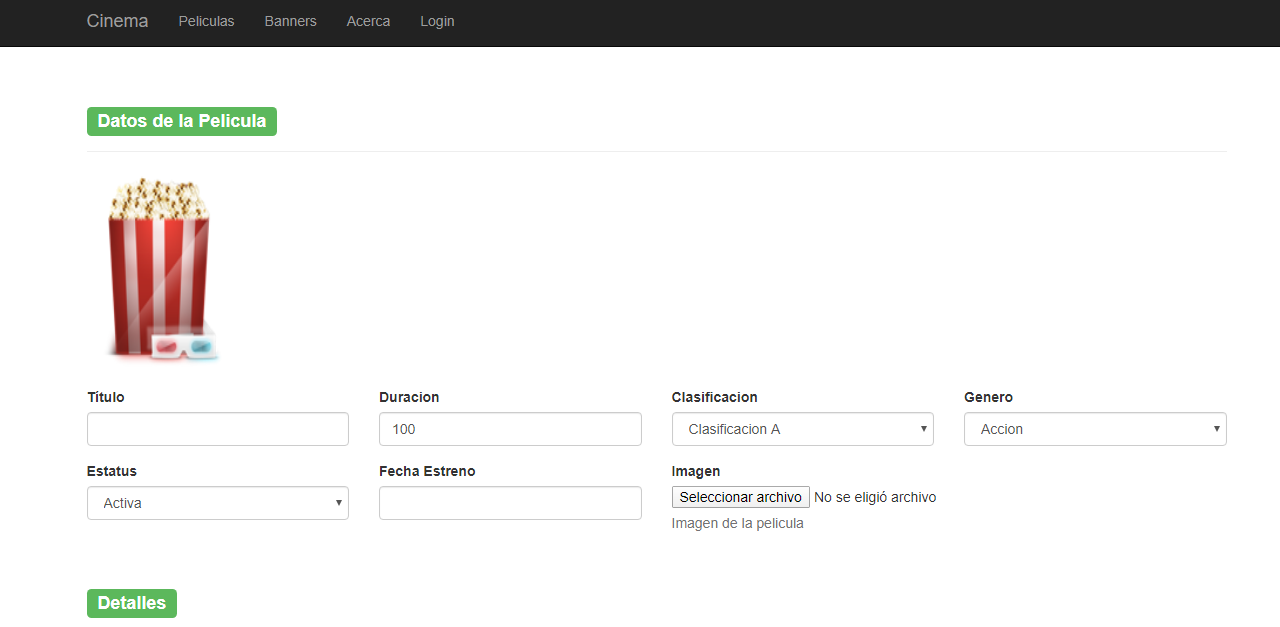 Cinema Peliculas Banners Acerca Login
Datos de la Pelicula
Título Duracion Clasificacion Genero
100 Clasificacion A Accion
Estatus Fecha Estreno Imagen
Activa Seleccionar archivo No se eligió archivo
Imagen de la pelicula
Detalles